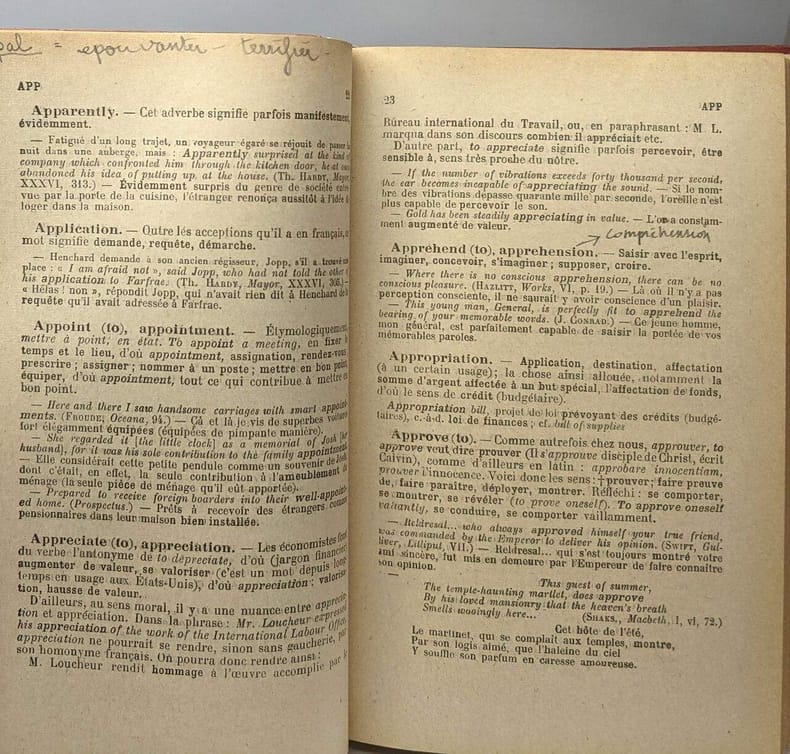 pal = epouvanter - terrifier -
APP
Apparently. — Cet adverbe signifie parfois manifestement,
évidemment.
— Fatigué d'un long trajet, un voyageur égaré se réjouit de passer la
nuit dans une auberge, mais : Apparently surprised at the kind of
company which confronted him through the kitchen door, he at once
abandoned his idea of putting up, at the house. (Th. HARDY, Mayor,
XXXVI, 313.) — Évidemment surpris du genre de société entre-
vue par la porte de la cuisine, l'étranger renonça aussitôt à l'idée de
loger dans la maison.
Application. — Outre les acceptions qu'il a en français, ce
mot signifie demande, requête, démarche.
— Henchard demande à son ancien régisseur, Jopp, s'il a trouvé une
place : « I am afraid not », said Jopp, who had not told the other of
his application to Farfrae. (Th. HARDY, Mayor, XXXVI, 305.) —
« Hélas ! non », répondit Jopp, qui n'avait rien dit à Henchard de la
requête qu'il avait adressée à Farfrae.
Appoint (to), appointment. — Étymologiquement,
mettre à point, en état. To appoint a meeting, en fixer le
temps et le lieu, d'où appointment, assignation, rendez-vous ;
prescrire ; assigner ; nommer à un poste ; mettre en bon point,
équiper, d'où appointment, tout ce qui contribue à mettre en
bon point.
— Here and there I saw handsome carriages with smart appoint-
ments. (FROUDE, Oceana, 94.) — Çà et là je vis de superbes voitures
fort élégamment équipées (équipées de pimpante manière).
— She regarded it [the little clock] as a memorial of Josh [her
husband), for it was his sole contribution to the family appointments.
— Elle considérait cette petite pendule comme un souvenir de Josh,
dont c'était, en effet, la seule contribution à l'ameublement du
ménage (la seule pièce de ménage qu'il eût apportée).
— Prepared to receive foreign boarders in their well-appoint-
ed home. (Prospectus.) — Prêts à recevoir des étrangers comme
pensionnaires dans leur maison bien installée.
Appreciate (to), appreciation. — Les économistes font
du verbe l'antonyme de to depreciate, d'où (jargon financier)
augmenter de valeur, se valoriser (c'est un mot depuis long-
temps en usage aux États-Unis), d'où appreciation : valorisa-
tion, hausse de valeur.
D'ailleurs, au sens moral, il y a une nuance entre apprecia-
tion et appréciation. Dans la phrase : Mr. Loucheur expressed
his appreciation of the work of the International Labour Office,
appreciation ne pourrait se rendre, sinon sans gaucherie, par
son homonyme français. On pourra donc rendre ainsi :
M. Loucheur rendit hommage à l'œuvre accomplie par le
23
APP
Bureau international du Travail, ou, en paraphrasant : M. L.
marqua dans son discours combien il appréciait etc.
D'autre part, to appreciate signifie parfois percevoir, être
sensible à, sens très proche du nôtre.
— If the number of vibrations exceeds forty thousand per second,
the ear becomes incapable of appreciating the sound. — Si le nom-
bre des vibrations dépasse quarante mille par seconde, l'oreille n'est
plus capable de percevoir le son.
— Gold has been steadily appreciating in value. — L'or a constam-
ment augmenté de valeur.
→ compréhension
Apprehend (to), apprehension. — Saisir avec l'esprit,
imaginer, concevoir, s'imaginer ; supposer, croire.
— Where there is no conscious apprehension, there can be no
conscious pleasure. (HAZLITT, Works, VI, p. 19.) — Là où il n'y a pas
perception consciente, il ne saurait y avoir conscience d'un plaisir.
— This young man, General, is perfectly fit to apprehend the
bearing of your memorable words. (J. CONRAD.) — Ce jeune homme,
mon général, est parfaitement capable de saisir la portée de vos
mémorables paroles.
Appropriation. — Application, destination, affectation
(à un certain usage) ; la chose ainsi allouée, notamment la
somme d'argent affectée à un but spécial, l'affectation de fonds,
d'où le sens de crédit (budgétaire).
Appropriation bill, projet de loi prévoyant des crédits (budgé-
taires), c.-à-d. loi de finances ; cf. bill of supplies
Approve (to). — Comme autrefois chez nous, approuver, to
approve veut dire prouver (Il s'approuve disciple de Christ, écrit
Calvin), comme d'ailleurs en latin : approbare innocentiam,
prouver l'innocence. Voici donc les sens : †prouver ; faire preuve
de, faire paraître, déployer, montrer. Réfléchi : se comporter,
se montrer, se révéler (to prove oneself). To approve oneself
valiantly, se conduire, se comporter vaillamment.
— Reldresal... who always approved himself your true friend,
was commanded by the Emperor to deliver his opinion. (SWIFT, Gul-
liver, Lilliput, VII.) — Reldresal... qui s'est toujours montré votre
ami sincère, fut mis en demeure par l'Empereur de faire connaître
son opinion.
This guest of summer,
The temple-haunting martlet, does approve
By his loved mansionry that the heaven's breath
Smells wooingly here... (SHAKS., Macbeth, I, vi, 72.)
Cet hôte de l'été,
Le martinet, qui se complait aux temples, montre,
Par son logis aimé, que l'haleine du ciel
Y souffle son parfum en caresse amoureuse.